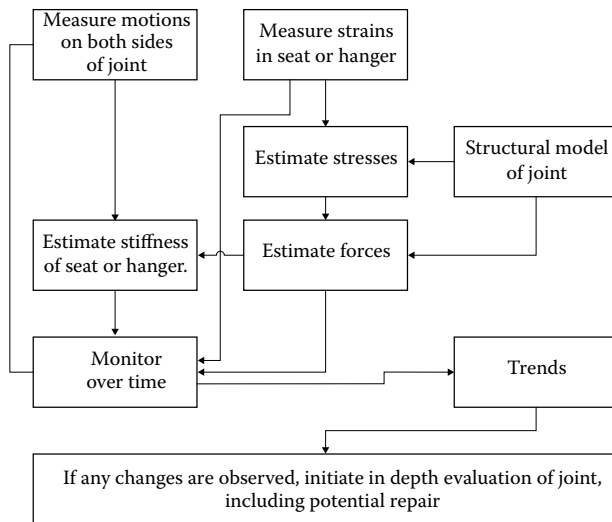 Measure motions
on both sides
of joint
Measure strains
in seat or hanger
Estimate stresses
Structural model
of joint
Estimate stiffness
of seat or hanger.
Estimate forces
Monitor
over time
Trends
If any changes are observed, initiate in depth evaluation of joint,
including potential repair